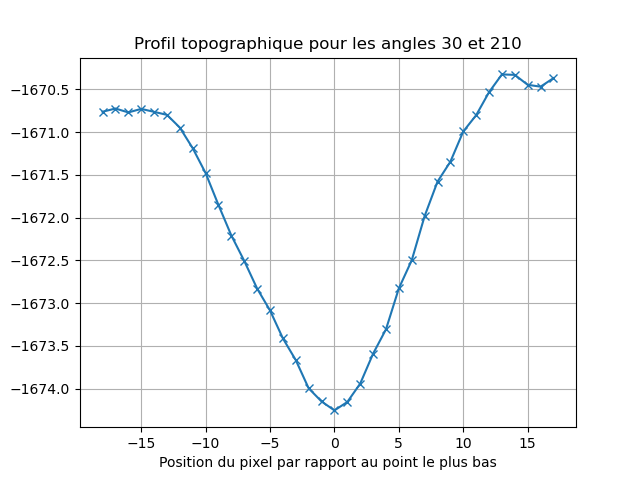 Profil topographique pour les angles 30 et 210
−1670.5
−1671.0
−1671.5
−1672.0
−1672.5
−1673.0
−1673.5
−1674.0
−15 −10 −5 0 5 10 15
Position du pixel par rapport au point le plus bas